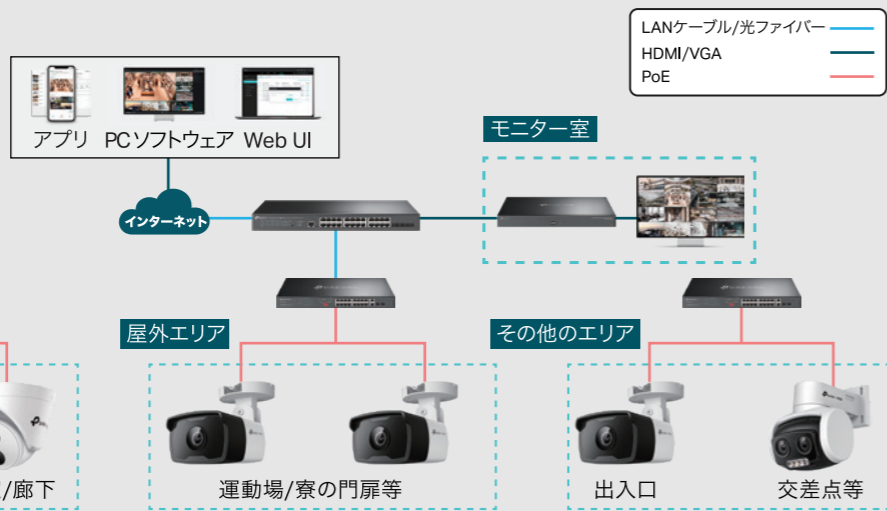 LANケーブル/光ファイバー
HDMI/VGA
PoE
アプリ PCソフトウェア Web UI
モニター室
インターネット
屋外エリア
その他のエリア
/廊下
運動場/寮の門扉等
出入口
交差点等